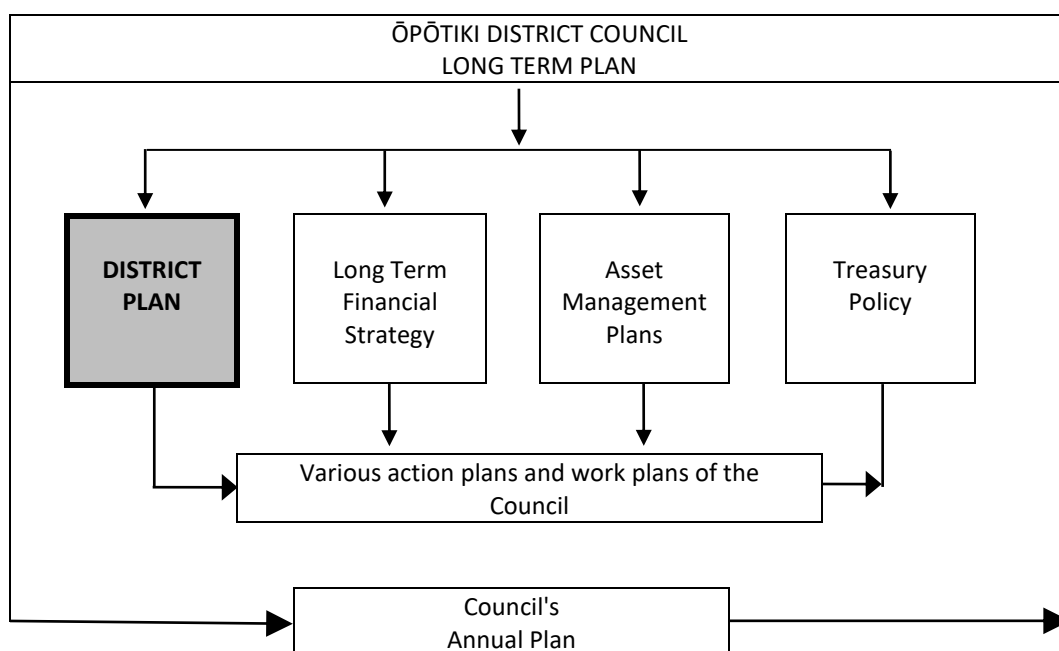 ŌPŌTIKI DISTRICT COUNCIL
LONG TERM PLAN
DISTRICT
PLAN
Long Term
Financial
Strategy
Asset
Management
Plans
Treasury
Policy
Various action plans and work plans of the
Council
Council's
Annual Plan